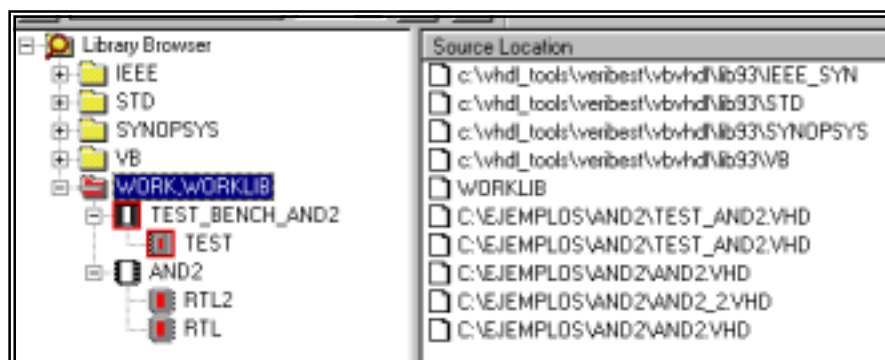 Library Browser Source Location
IEEE c:\vhdl_tools\veribest\vbvhdl\lib93\IEEE_SYN
STD c:\vhdl_tools\veribest\vbvhdl\lib93\STD
SYNOPSYS c:\vhdl_tools\veribest\vbvhdl\lib93\SYNOPSYS
VB c:\vhdl_tools\veribest\vbvhdl\lib93\VB
WORK.WORKLIB WORKLIB
TEST_BENCH_AND2 C:\EJEMPLOS\AND2\TEST_AND2.VHD
TEST C:\EJEMPLOS\AND2\TEST_AND2.VHD
AND2 C:\EJEMPLOS\AND2\AND2.VHD
RTL2 C:\EJEMPLOS\AND2\AND2_2.VHD
RTL C:\EJEMPLOS\AND2\AND2.VHD